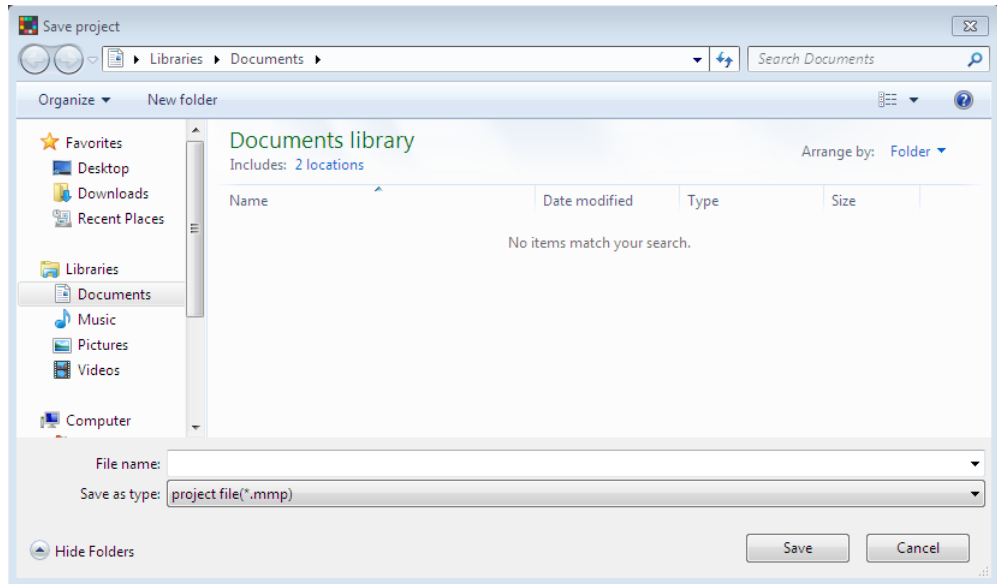 Save project
Libraries Documents
Search Documents
Organize New folder
Favorites
Desktop
Downloads
Recent Places
Libraries
Documents
Music
Pictures
Videos
Computer
Documents library
Includes: 2 locations
Arrange by: Folder
Name Date modified Type Size
No items match your search.
File name:
Save as type: project file(*.mmp)
Hide Folders
Save Cancel